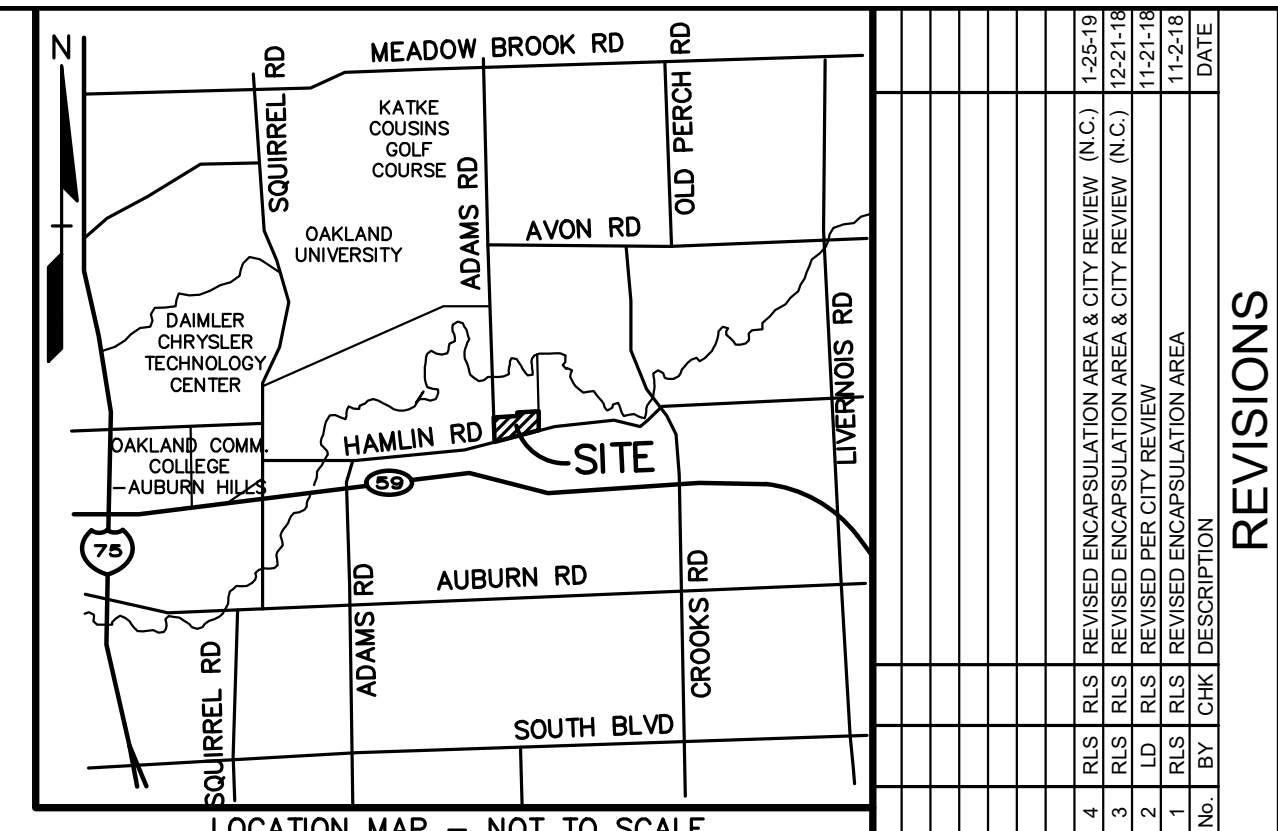 N
MEADOW BROOK RD
SQUIRREL RD
KATKE
COUSINS
GOLF
COURSE
ADAMS RD
OLD PERCH RD
AVON RD
OAKLAND
UNIVERSITY
DAIMLER
CHRYSLER
TECHNOLOGY
CENTER
LIVERNOIS RD
HAMLIN RD
SITE
OAKLAND COMM.
COLLEGE
-AUBURN HILLS
59
75
AUBURN RD
ADAMS RD
CROOKS RD
SQUIRREL RD
SOUTH BLVD
LOCATION MAP - NOT TO SCALE
4 RLS RLS REVISED ENCAPSULATION AREA & CITY REVIEW (N.C.) 1-25-19
3 RLS RLS REVISED ENCAPSULATION AREA & CITY REVIEW (N.C.) 12-21-18
2 LD RLS REVISED PER CITY REVIEW 11-21-18
1 RLS RLS REVISED ENCAPSULATION AREA 11-2-18
No. BY CHK DESCRIPTION DATE
REVISIONS